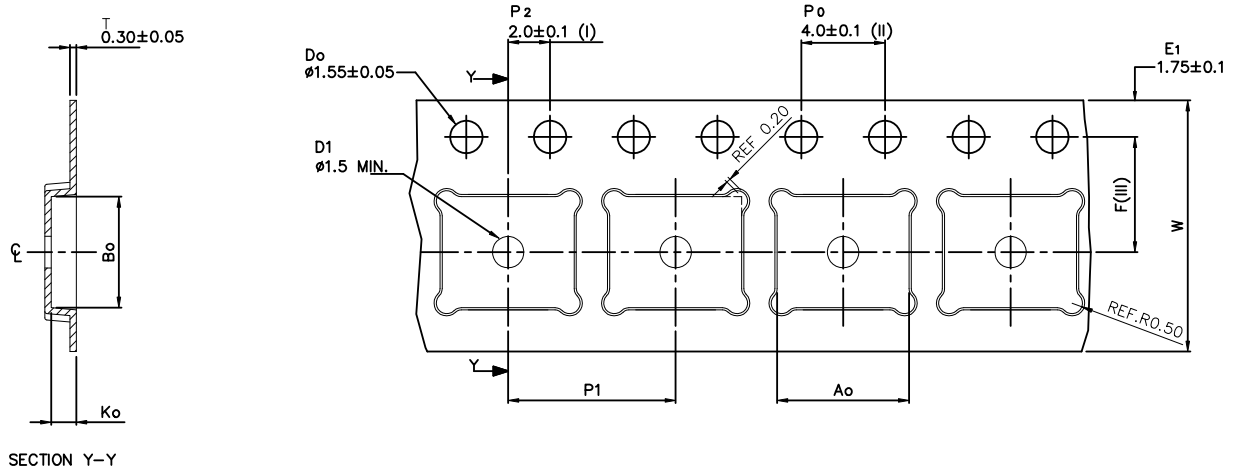 T
0.30±0.05
℄
Bo
Ko
SECTION Y-Y
P2
2.0±0.1 (I)
Po
4.0±0.1 (II)
E1
1.75±0.1
Do
ø1.55±0.05
Y
D1
ø1.5 MIN.
REF 0.20
F(III)
W
REF.R0.50
Y
P1
Ao